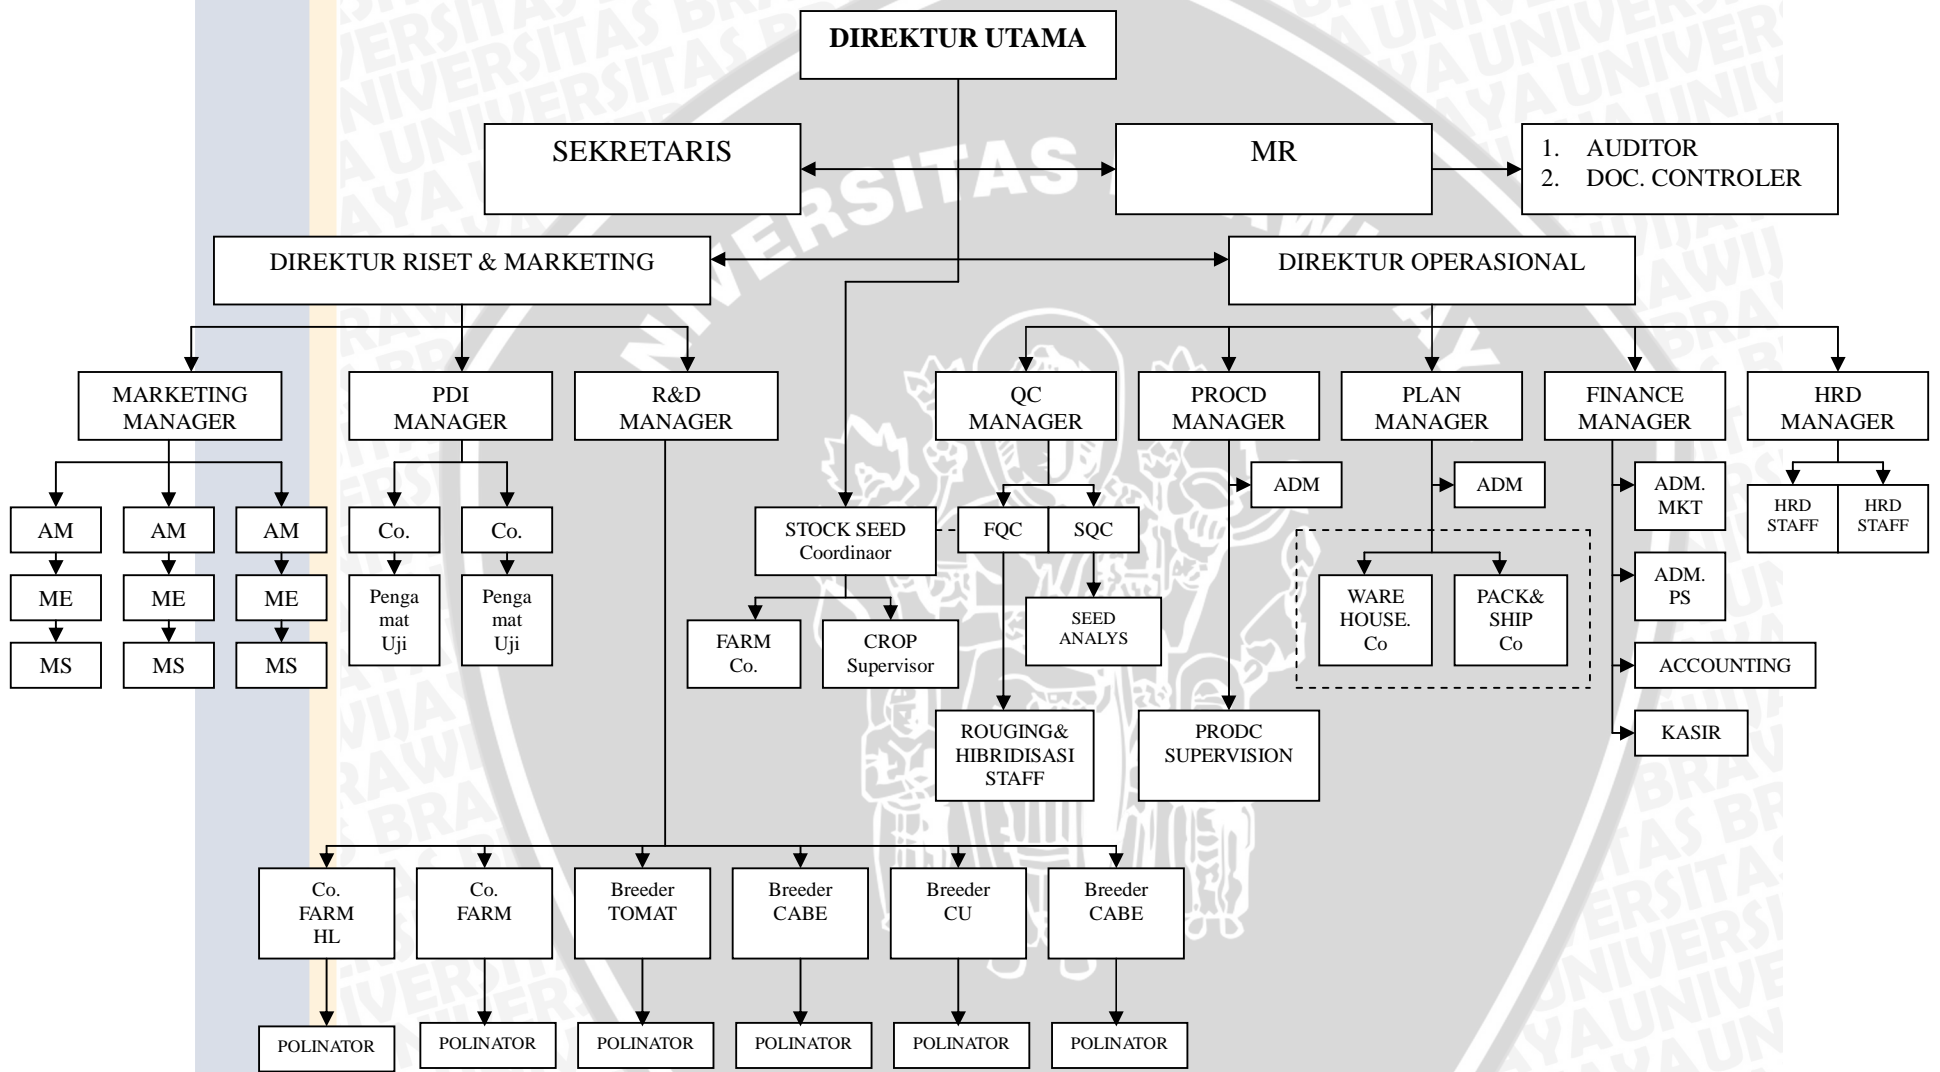 DIREKTUR UTAMA
SEKRETARIS
MR
1. AUDITOR
2. DOC. CONTROLER
DIREKTUR RISET & MARKETING
DIREKTUR OPERASIONAL
MARKETING
MANAGER
PDI
MANAGER
R&D
MANAGER
QC
MANAGER
PROCD
MANAGER
PLAN
MANAGER
FINANCE
MANAGER
HRD
MANAGER
AM
AM
AM
ME
ME
ME
MS
MS
MS
Co.
Co.
Penga
mat
Uji
Penga
mat
Uji
STOCK SEED
Coordinaor
FARM
Co.
CROP
Supervisor
FQC
SQC
SEED
ANALYS
ROUGING&
HIBRIDISASI
STAFF
ADM
PRODC
SUPERVISION
ADM
WARE
HOUSE.
Co
PACK&
SHIP
Co
ADM.
MKT
ADM.
PS
ACCOUNTING
KASIR
HRD
STAFF
HRD
STAFF
Co.
FARM
HL
Co.
FARM
Breeder
TOMAT
Breeder
CABE
Breeder
CU
Breeder
CABE
POLINATOR
POLINATOR
POLINATOR
POLINATOR
POLINATOR
POLINATOR